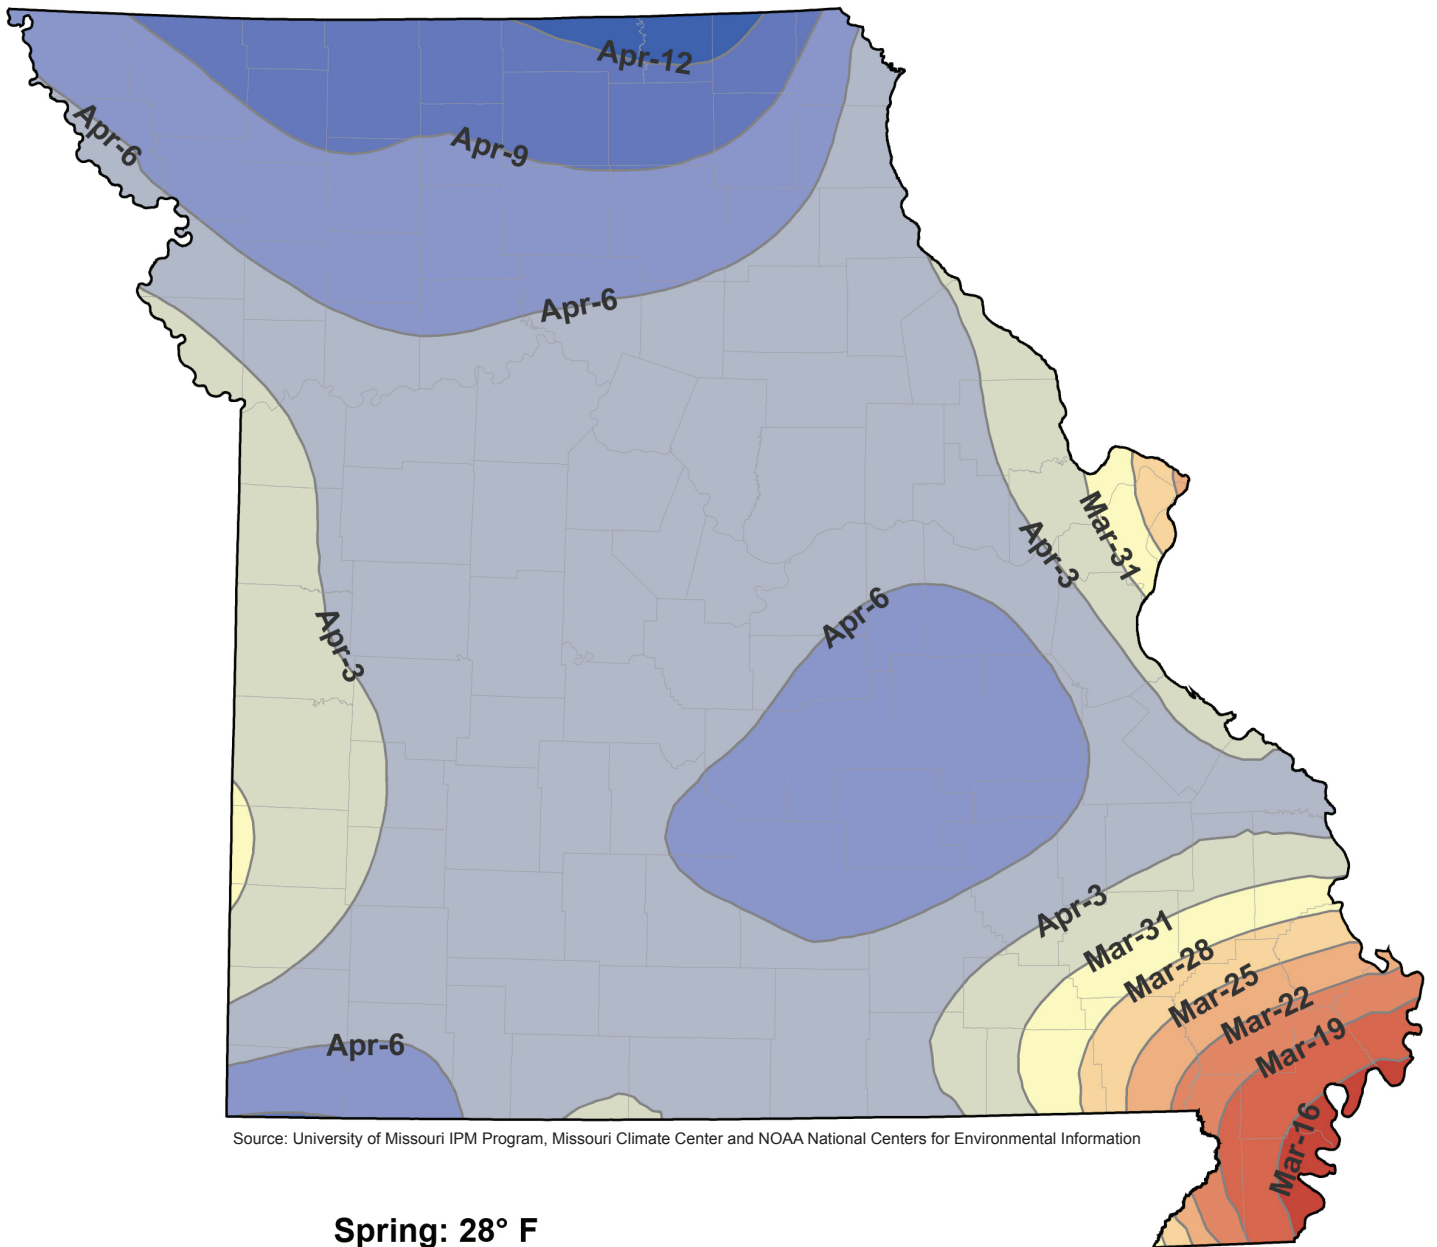 Apr-12
Apr-6
Apr-9
Apr-6
Mar-31
Apr-3
Apr-6
Apr-3
Apr-3
Mar-31
Mar-28
Mar-25
Mar-22
Mar-19
Apr-6
Mar-16
Source: University of Missouri IPM Program, Missouri Climate Center and NOAA National Centers for Environmental Information
Spring: 28° F